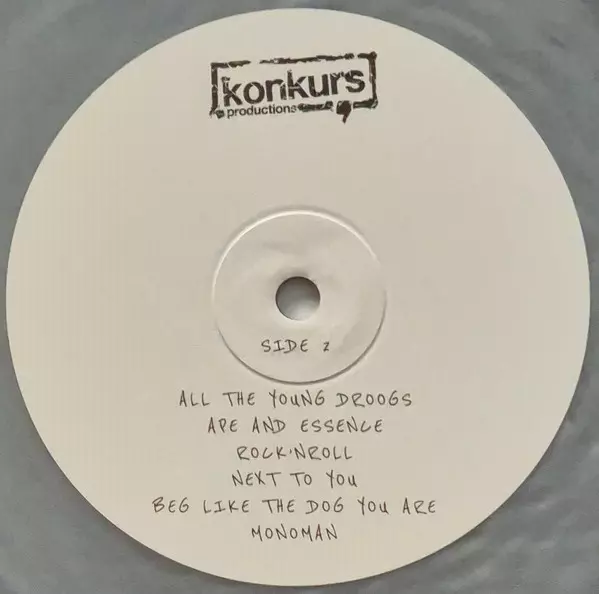 konkurs
productions
SIDE 2
ALL THE YOUNG DROOGS
APE AND ESSENCE
ROCK'NROLL
NEXT TO YOU
BEG LIKE THE DOG YOU ARE
MONOMAN